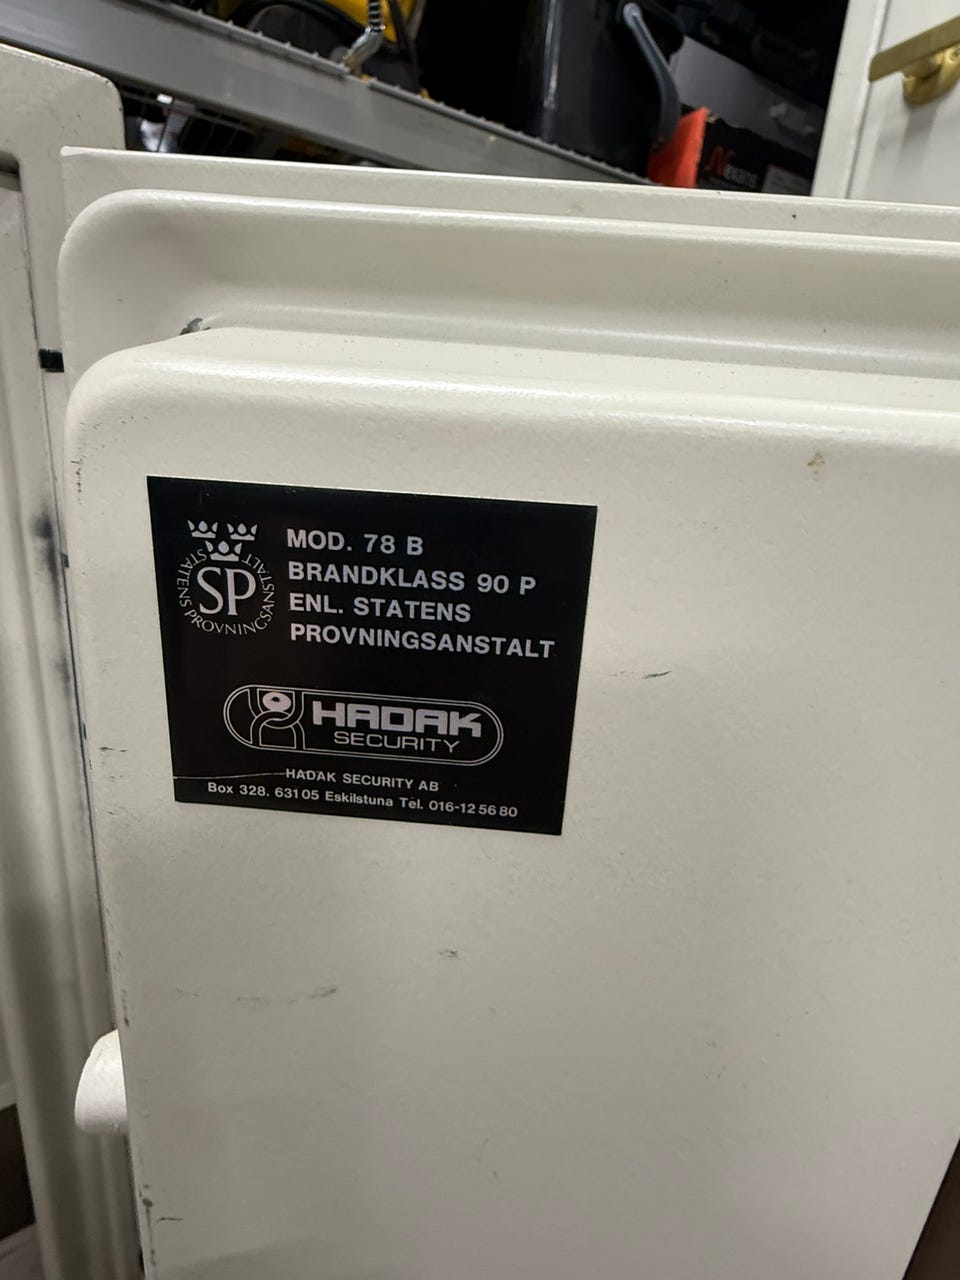 MOD. 78 B
BRANDKLASS 90 P
ENL. STATENS
PROVNINGSANSTALT
SP
STATENS PROVNINGSANSTALT
HADAK
SECURITY
HADAK SECURITY AB
Box 328. 631 05 Eskilstuna Tel. 016-12 56 80